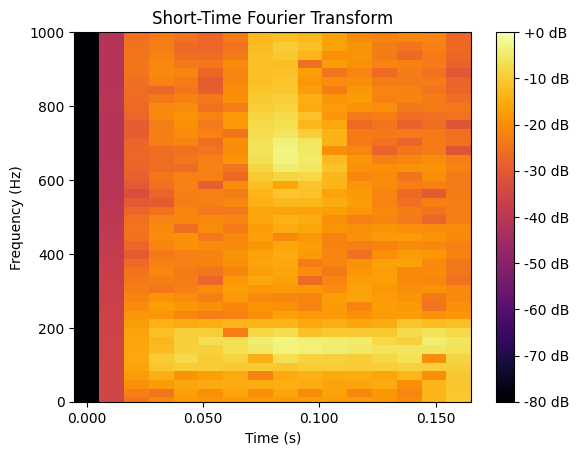 Short-Time Fourier Transform
1000
800
600
400
200
0
Frequency (Hz)
0.000
0.050
0.100
0.150
Time (s)
+0 dB
-10 dB
-20 dB
-30 dB
-40 dB
-50 dB
-60 dB
-70 dB
-80 dB